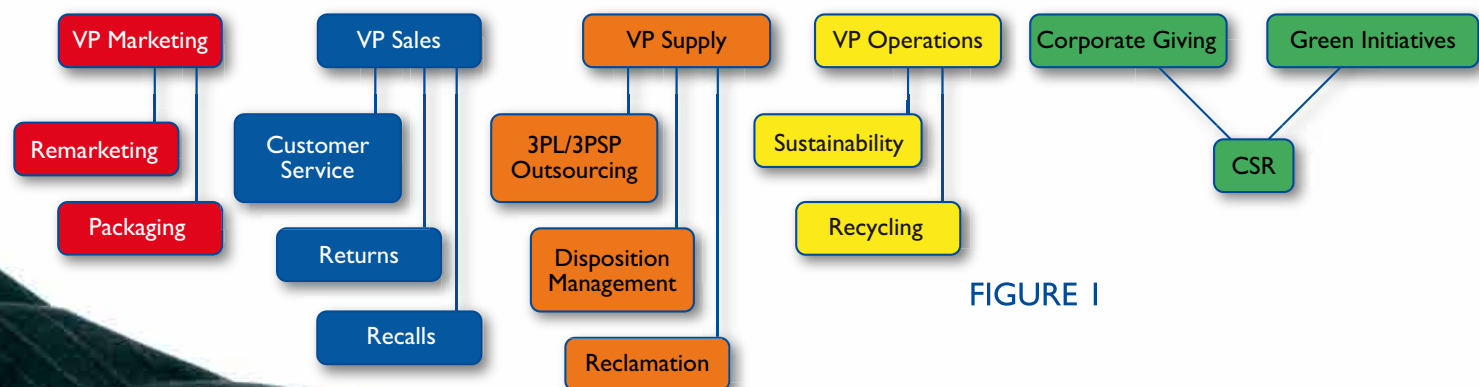 VP Marketing
VP Sales
VP Supply
VP Operations
Corporate Giving
Green Initiatives
Remarketing
Customer
Service
3PL/3PSP
Outsourcing
Sustainability
CSR
Packaging
Returns
Disposition
Management
Recycling
Recalls
Reclamation
FIGURE 1